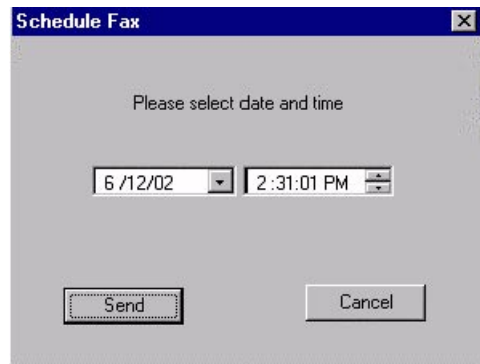 Schedule Fax
Please select date and time
6 /12/02 2 :31:01 PM
Send Cancel